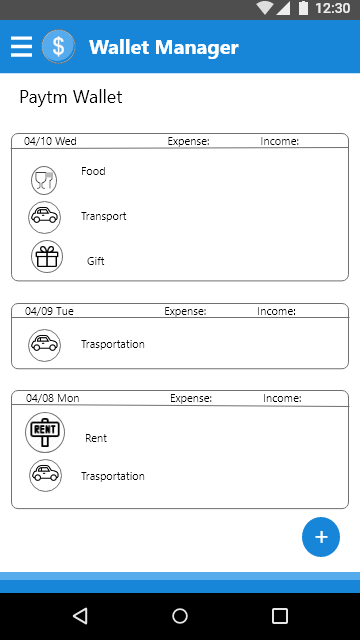 12:30
$ Wallet Manager
Paytm Wallet
04/10 Wed Expense: Income:
Food
Transport
Gift
04/09 Tue Expense: Income:
Trasportation
04/08 Mon Expense: Income:
RENT Rent
Trasportation
+